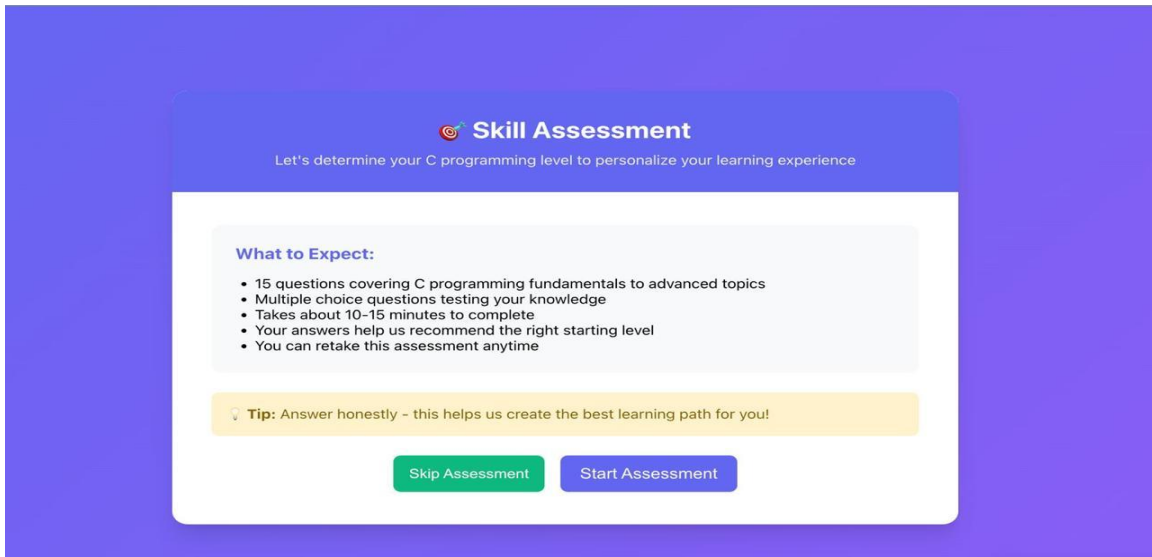 🎯 Skill Assessment
Let's determine your C programming level to personalize your learning experience
What to Expect:
• 15 questions covering C programming fundamentals to advanced topics
• Multiple choice questions testing your knowledge
• Takes about 10-15 minutes to complete
• Your answers help us recommend the right starting level
• You can retake this assessment anytime
💡 Tip: Answer honestly - this helps us create the best learning path for you!
Skip Assessment
Start Assessment